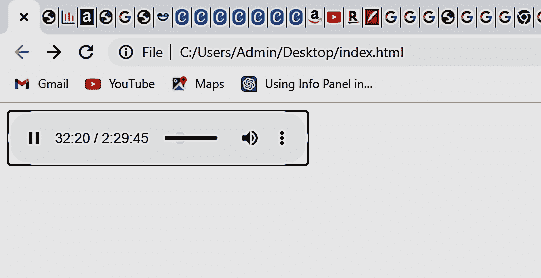 File | C:/Users/Admin/Desktop/index.html
Gmail YouTube Maps Using Info Panel in...
32:20 / 2:29:45